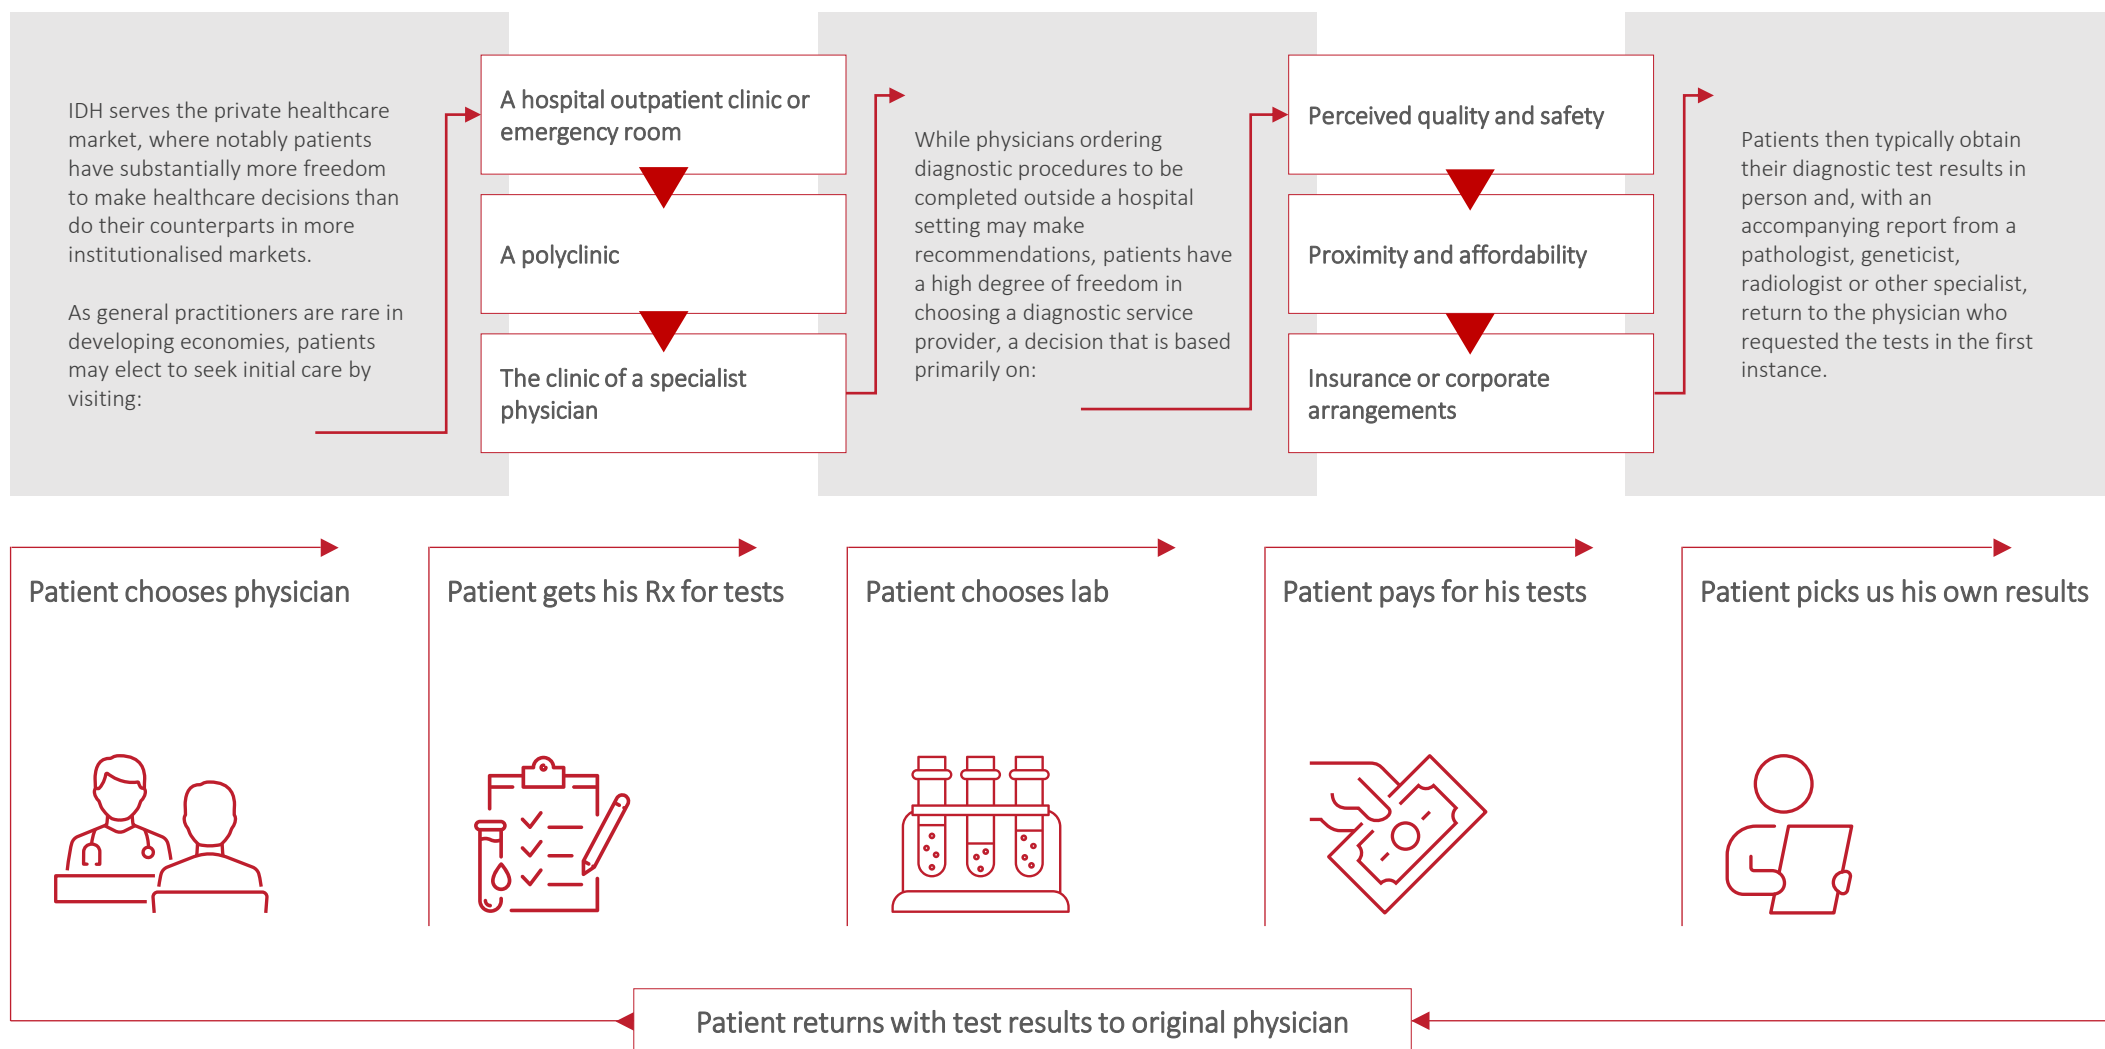 IDH serves the private healthcare
market, where notably patients
have substantially more freedom
to make healthcare decisions than
do their counterparts in more
institutionalised markets.
As general practitioners are rare in
developing economies, patients
may elect to seek initial care by
visiting:
A hospital outpatient clinic or
emergency room
A polyclinic
The clinic of a specialist
physician
While physicians ordering
diagnostic procedures to be
completed outside a hospital
setting may make
recommendations, patients have
a high degree of freedom in
choosing a diagnostic service
provider, a decision that is based
primarily on:
Perceived quality and safety
Proximity and affordability
Insurance or corporate
arrangements
Patients then typically obtain
their diagnostic test results in
person and, with an
accompanying report from a
pathologist, geneticist,
radiologist or other specialist,
return to the physician who
requested the tests in the first
instance.
Patient chooses physician
Patient gets his Rx for tests
Patient chooses lab
Patient pays for his tests
Patient picks us his own results
Patient returns with test results to original physician